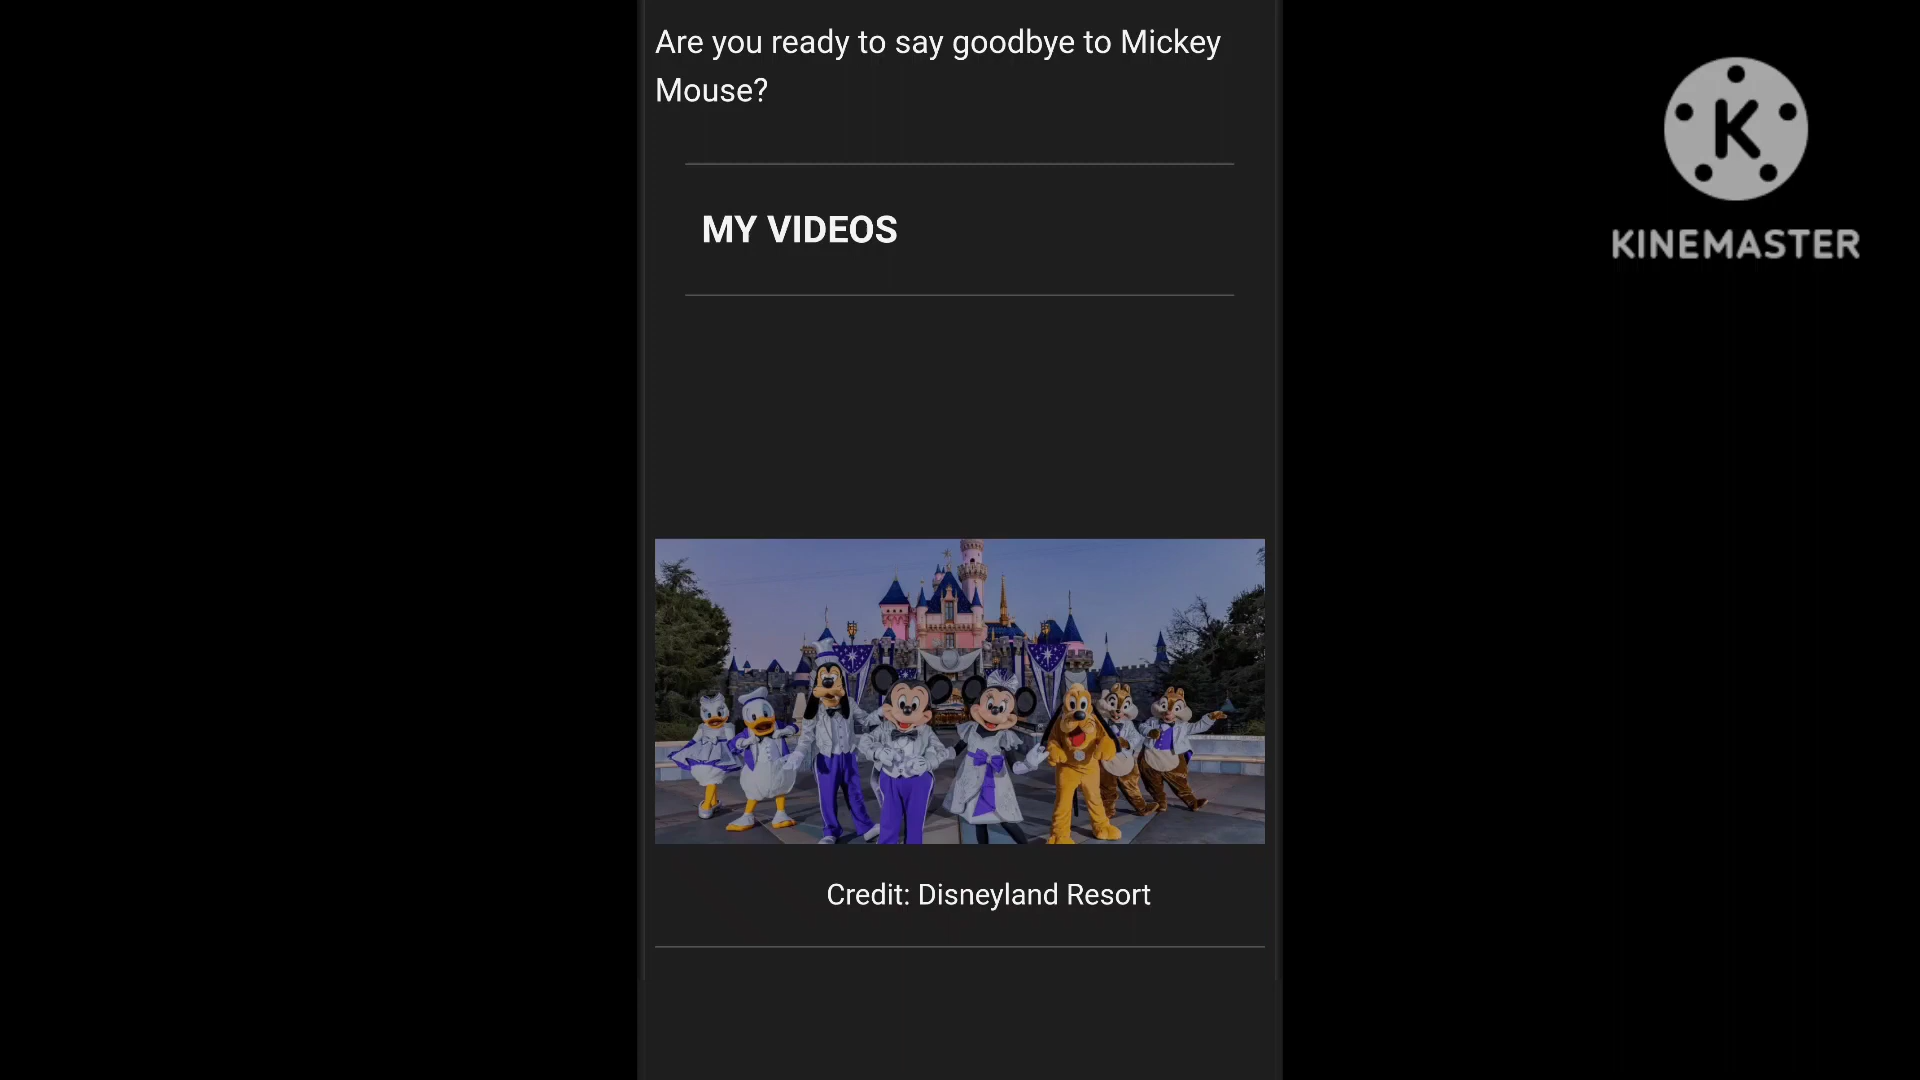 Are you ready to say goodbye to Mickey
Mouse?
K
KINEMASTER
MY VIDEOS
Credit: Disneyland Resort